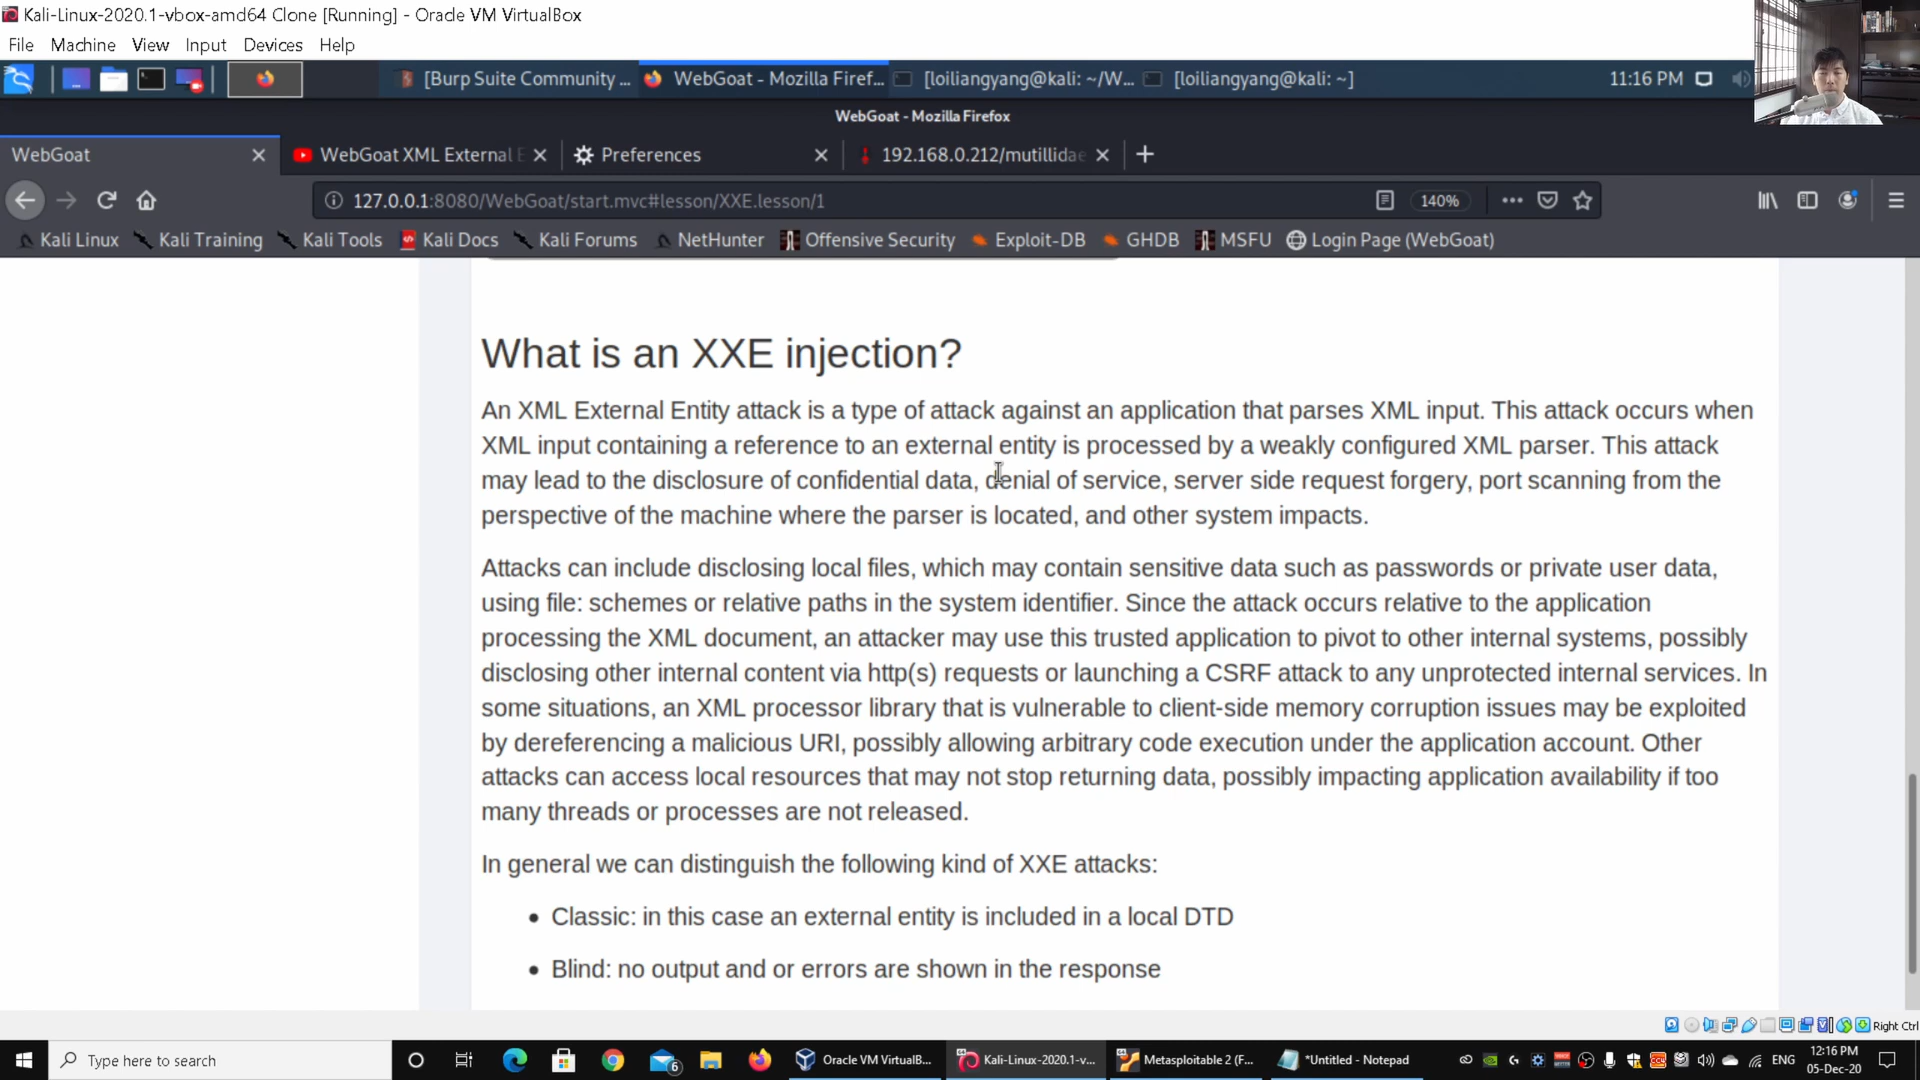 Kali-Linux-2020.1-vbox-amd64 Clone [Running] - Oracle VM VirtualBox
File Machine View Input Devices Help
[Burp Suite Community ... WebGoat - Mozilla Firef... [loiliangyang@kali: ~/W... [loiliangyang@kali: ~] 11:16 PM
WebGoat - Mozilla Firefox
WebGoat WebGoat XML External E Preferences 192.168.0.212/mutillidae
127.0.0.1:8080/WebGoat/start.mvc#lesson/XXE.lesson/1 140%
Kali Linux Kali Training Kali Tools Kali Docs Kali Forums NetHunter Offensive Security Exploit-DB GHDB MSFU Login Page (WebGoat)
What is an XXE injection?
An XML External Entity attack is a type of attack against an application that parses XML input. This attack occurs when
XML input containing a reference to an external entity is processed by a weakly configured XML parser. This attack
may lead to the disclosure of confidential data, denial of service, server side request forgery, port scanning from the
perspective of the machine where the parser is located, and other system impacts.
Attacks can include disclosing local files, which may contain sensitive data such as passwords or private user data,
using file: schemes or relative paths in the system identifier. Since the attack occurs relative to the application
processing the XML document, an attacker may use this trusted application to pivot to other internal systems, possibly
disclosing other internal content via http(s) requests or launching a CSRF attack to any unprotected internal services. In
some situations, an XML processor library that is vulnerable to client-side memory corruption issues may be exploited
by dereferencing a malicious URI, possibly allowing arbitrary code execution under the application account. Other
attacks can access local resources that may not stop returning data, possibly impacting application availability if too
many threads or processes are not released.
In general we can distinguish the following kind of XXE attacks:
• Classic: in this case an external entity is included in a local DTD
• Blind: no output and or errors are shown in the response
Right Ctrl
Type here to search 6 Oracle VM VirtualB... Kali-Linux-2020.1-v... Metasploitable 2 (F... *Untitled - Notepad ENG 12:16 PM
05-Dec-20